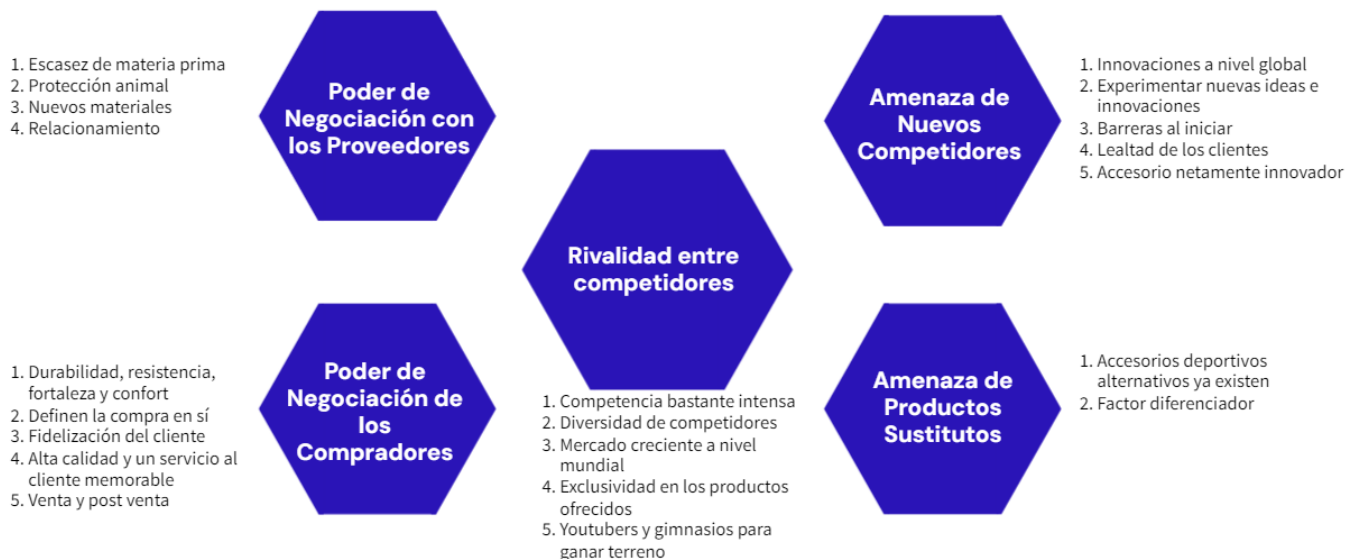 1. Escasez de materia prima
2. Protección animal
3. Nuevos materiales
4. Relacionamiento
Poder de
Negociación con
los Proveedores
Amenaza de
Nuevos
Competidores
1. Innovaciones a nivel global
2. Experimentar nuevas ideas e
innovaciones
3. Barreras al iniciar
4. Lealtad de los clientes
5. Accesorio netamente innovador
Rivalidad entre
competidores
1. Competencia bastante intensa
2. Diversidad de competidores
3. Mercado creciente a nivel
mundial
4. Exclusividad en los productos
ofrecidos
5. Youtubers y gimnasios para
ganar terreno
1. Durabilidad, resistencia,
fortaleza y confort
2. Definen la compra en sí
3. Fidelización del cliente
4. Alta calidad y un servicio al
cliente memorable
5. Venta y post venta
Poder de
Negociación de
los
Compradores
Amenaza de
Productos
Sustitutos
1. Accesorios deportivos
alternativos ya existen
2. Factor diferenciador